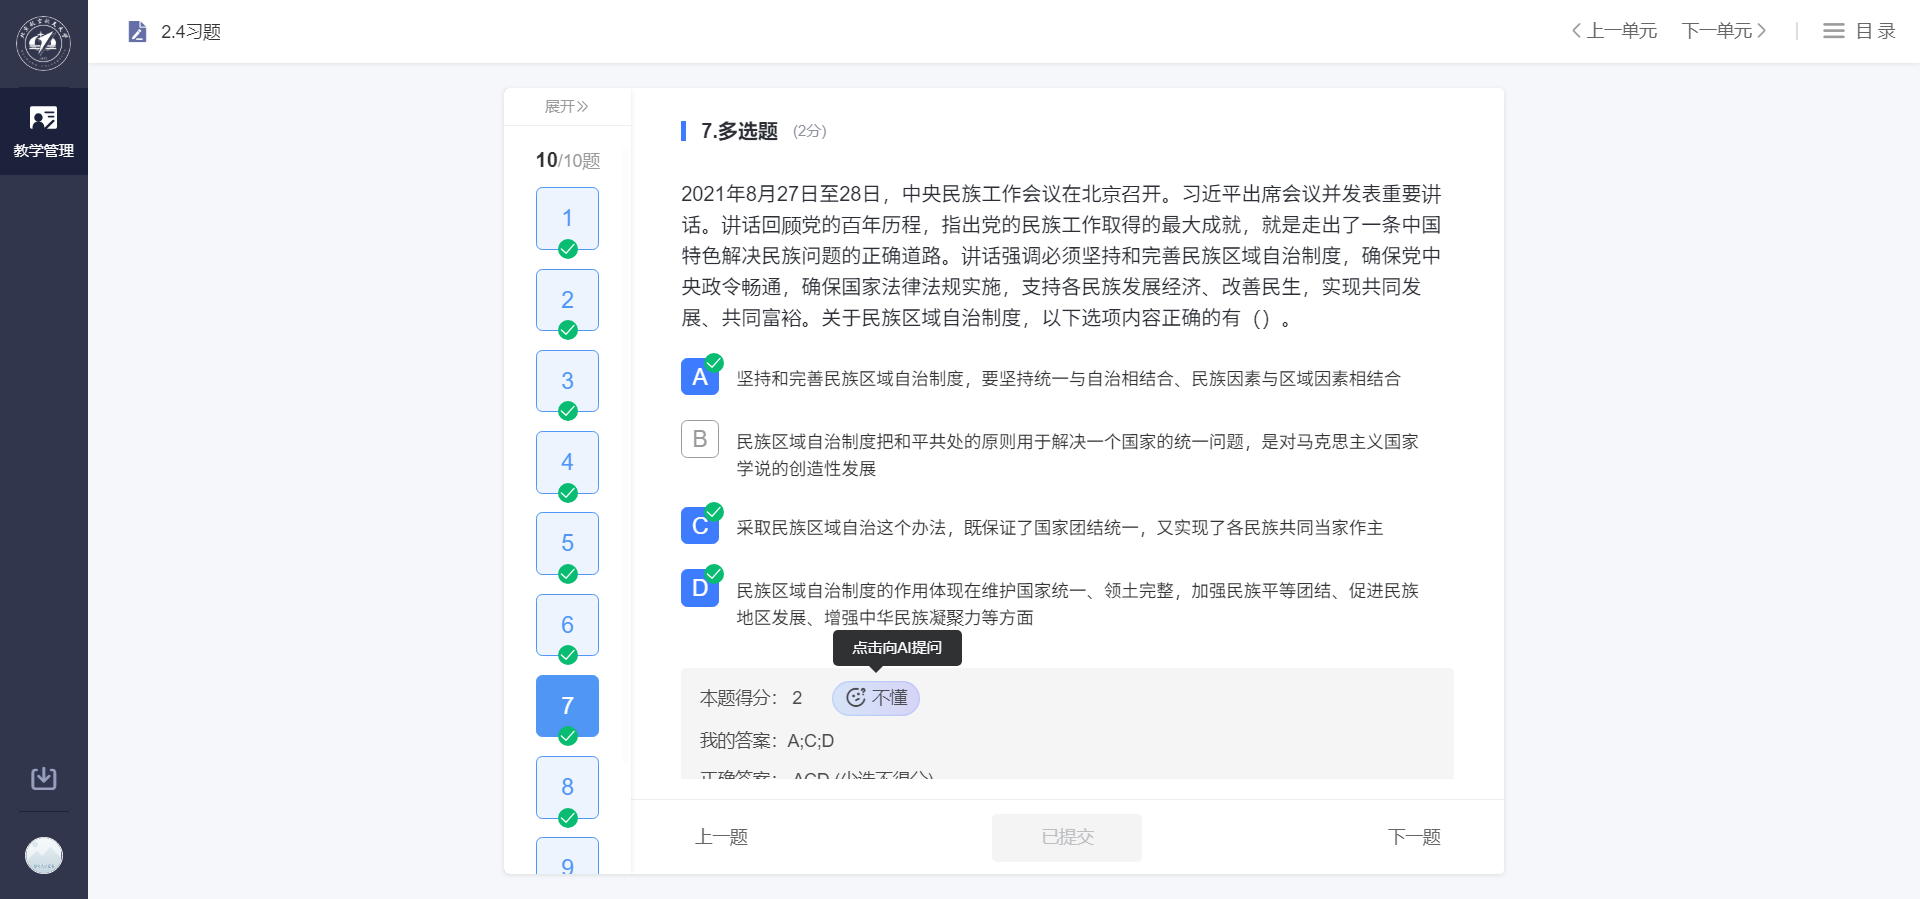 2.4习题
上一单元
下一单元
目录
教学管理
展开
10/10题
1
2
3
4
5
6
7
8
9
7.多选题 (2分)
2021年8月27日至28日，中央民族工作会议在北京召开。习近平出席会议并发表重要讲
话。讲话回顾党的百年历程，指出党的民族工作取得的最大成就，就是走出了一条中国
特色解决民族问题的正确道路。讲话强调必须坚持和完善民族区域自治制度，确保党中
央政令畅通，确保国家法律法规实施，支持各民族发展经济、改善民生，实现共同发
展、共同富裕。关于民族区域自治制度，以下选项内容正确的有（）。
A 坚持和完善民族区域自治制度，要坚持统一与自治相结合、民族因素与区域因素相结合
B 民族区域自治制度把和平共处的原则用于解决一个国家的统一问题，是对马克思主义国家
学说的创造性发展
C 采取民族区域自治这个办法，既保证了国家团结统一，又实现了各民族共同当家作主
D 民族区域自治制度的作用体现在维护国家统一、领土完整，加强民族平等团结、促进民族
地区发展、增强中华民族凝聚力等方面
点击向AI提问
本题得分： 2 不懂
我的答案：A;C;D
正确答案： ACD (少选不得分)
上一题
已提交
下一题